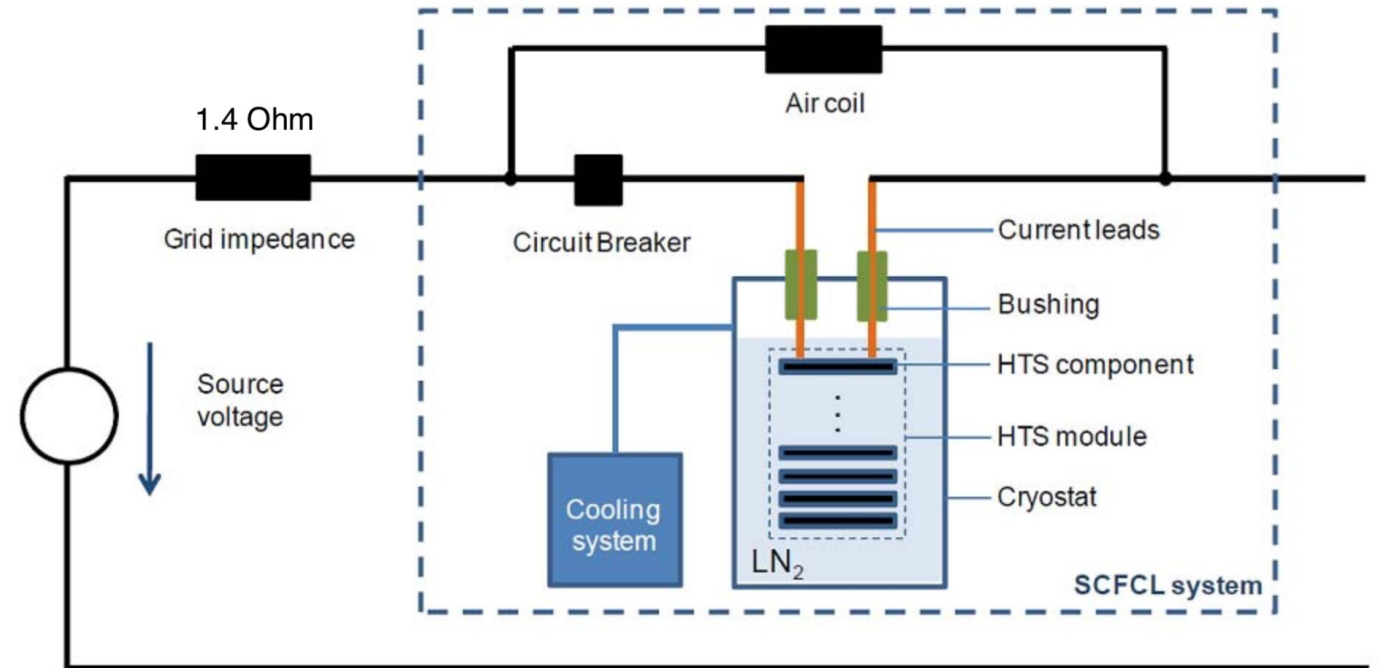 1.4 Ohm
Grid impedance
Source
voltage
Air coil
Circuit Breaker
Current leads
Bushing
HTS component
HTS module
Cryostat
Cooling
system
LN₂
SCFCL system